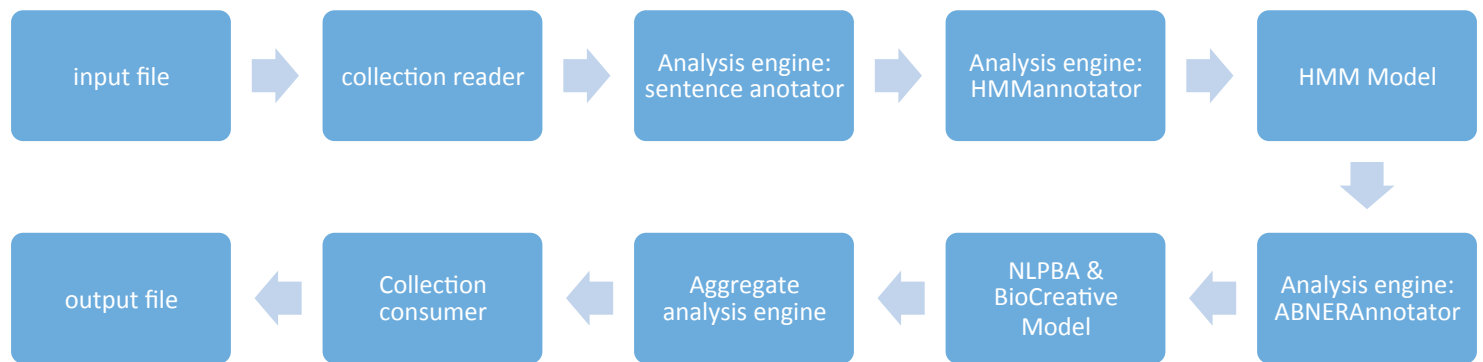 input file
collection reader
Analysis engine:
sentence anotator
Analysis engine:
HMMannotator
HMM Model
Analysis engine:
ABNERAnnotator
NLPBA &
BioCreative
Model
Aggregate
analysis engine
Collection
consumer
output file